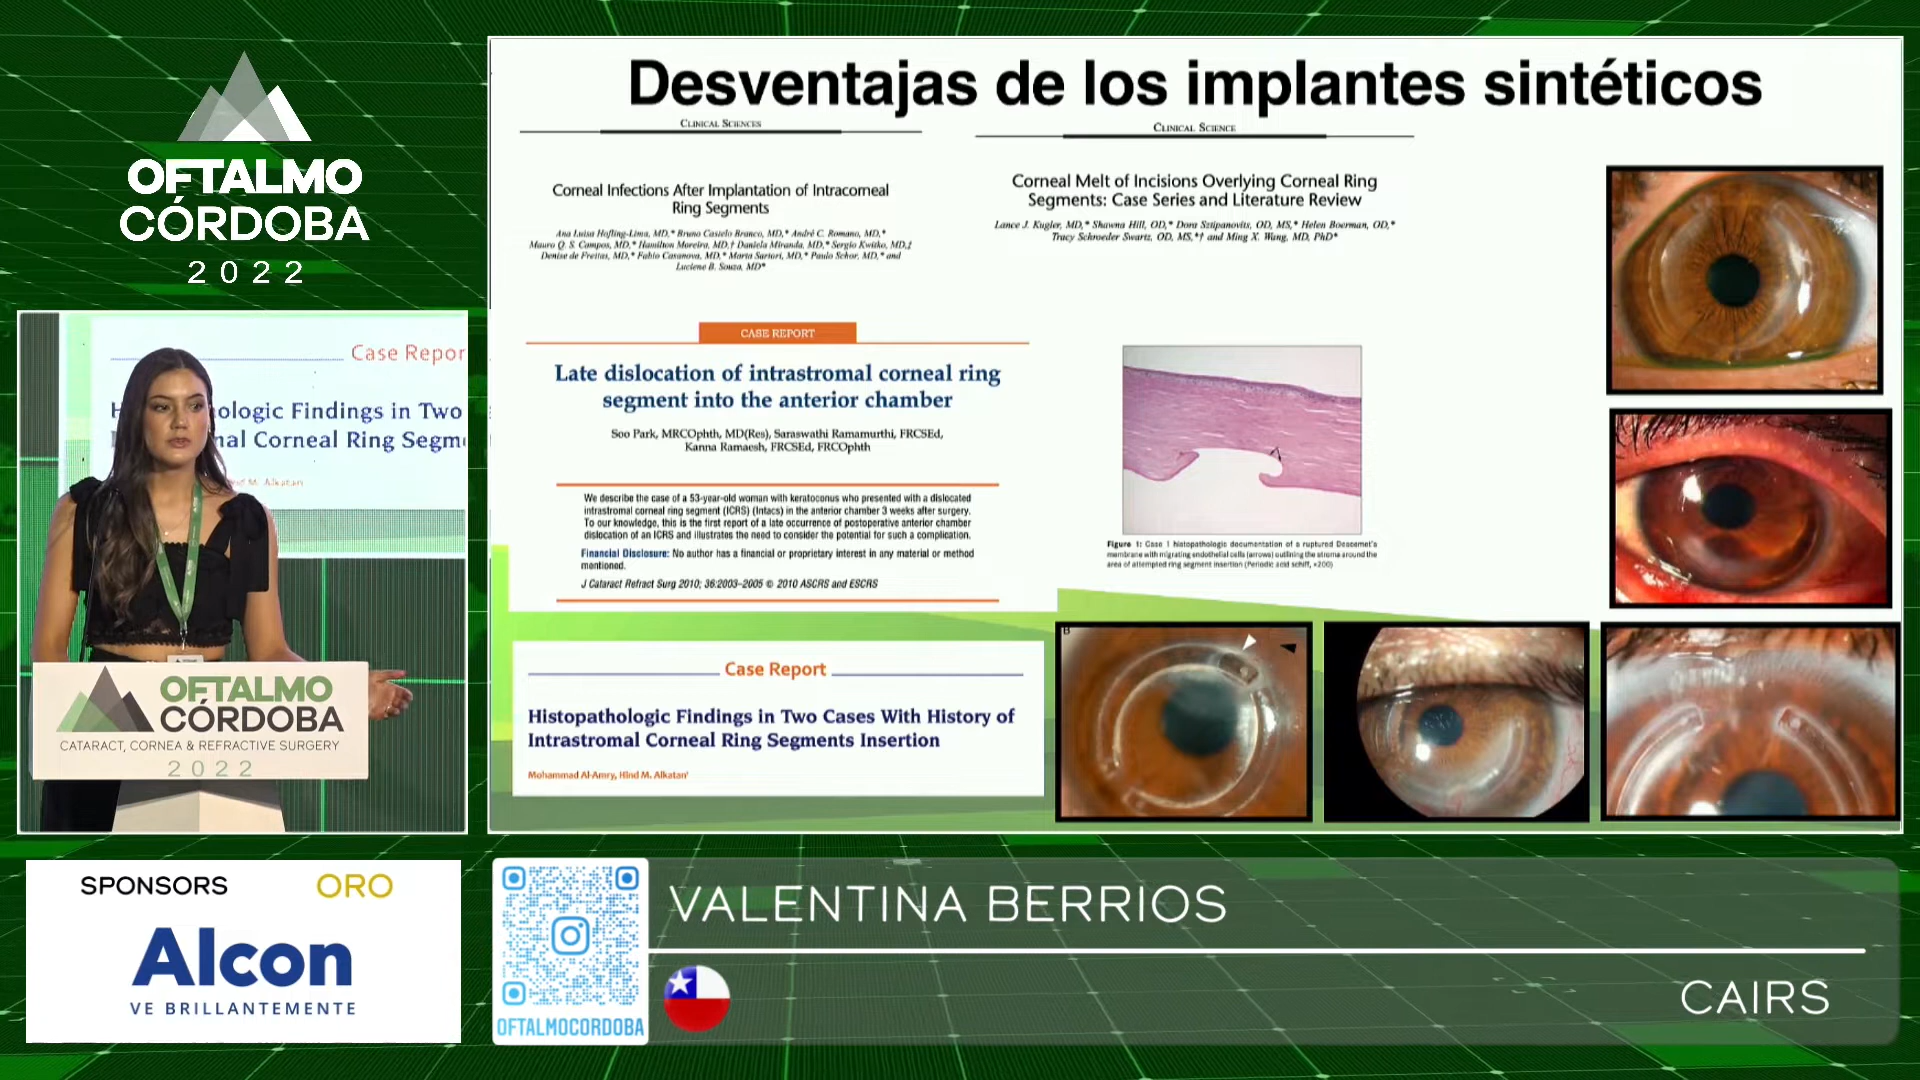 OFTALMO
CÓRDOBA
2022
Case Repor
ologic Findings in Two
nal Corneal Ring Segm
ind M. Alkatan
OFTALMO
CÓRDOBA
CATARACT, CORNEA & REFRACTIVE SURGERY
2022
SPONSORS ORO
Alcon
VE BRILLANTEMENTE
Desventajas de los implantes sintéticos
CLINICAL SCIENCES
Corneal Infections After Implantation of Intracorneal
Ring Segments
Ana Luisa Hofling-Lima, MD,* Bruno Castelo Branco, MD,* André C. Romano, MD,*
Mauro Q. S. Campos, MD,* Hamilton Moreira, MD,† Daniela Miranda, MD,* Sergio Kwitko, MD,‡
Denise de Freitas, MD,* Fabio Casanova, MD,* Marta Sartori, MD,* Paulo Schor, MD,* and
Luciene B. Souza, MD*
CLINICAL SCIENCE
Corneal Melt of Incisions Overlying Corneal Ring
Segments: Case Series and Literature Review
Lance J. Kugler, MD,* Shawna Hill, OD,* Dora Sztipanovits, OD, MS,* Helen Boerman, OD,*
Tracy Schroeder Swartz, OD, MS,*† and Ming X. Wang, MD, PhD*
CASE REPORT
Late dislocation of intrastromal corneal ring
segment into the anterior chamber
Soo Park, MRCOphth, MD(Res), Saraswathi Ramamurthi, FRCSEd,
Kanna Ramaesh, FRCSEd, FRCOphth
We describe the case of a 53-year-old woman with keratoconus who presented with a dislocated
intrastromal corneal ring segment (ICRS) (Intacs) in the anterior chamber 3 weeks after surgery.
To our knowledge, this is the first report of a late occurrence of postoperative anterior chamber
dislocation of an ICRS and illustrates the need to consider the potential for such a complication.
Financial Disclosure: No author has a financial or proprietary interest in any material or method
mentioned.
J Cataract Refract Surg 2010; 36:2003–2005 © 2010 ASCRS and ESCRS
Figure 1: Case 1 histopathologic documentation of a ruptured Descemet's
membrane with migrating endothelial cells (arrows) outlining the stroma around the
area of attempted ring segment insertion (Periodic acid schiff, ×200)
Case Report
Histopathologic Findings in Two Cases With History of
Intrastromal Corneal Ring Segments Insertion
Mohammad Al-Amry, Hind M. Alkatan¹
B
OFTALMOCORDOBA
VALENTINA BERRIOS
CAIRS